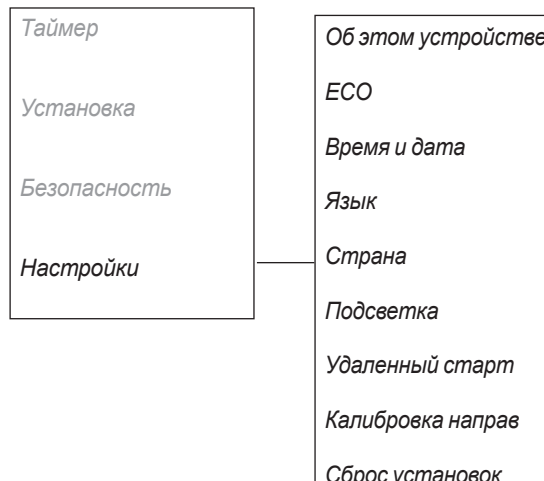 Таймер
Установка
Безопасность
Настройки
Об этом устройстве
ECO
Время и дата
Язык
Страна
Подсветка
Удаленный старт
Калибровка направ
Сброс установок